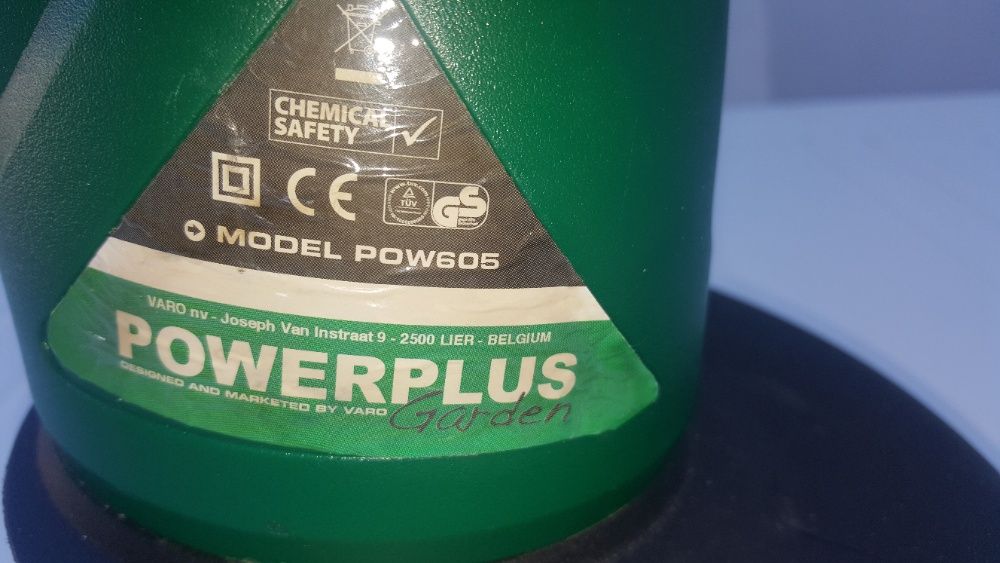 CHEMICAL
SAFETY
CE
TÜV
GS
MODEL POW605
VARO nv - Joseph Van Instraat 9 - 2500 LIER - BELGIUM
POWERPLUS
DESIGNED AND MARKETED BY VARO
Garden